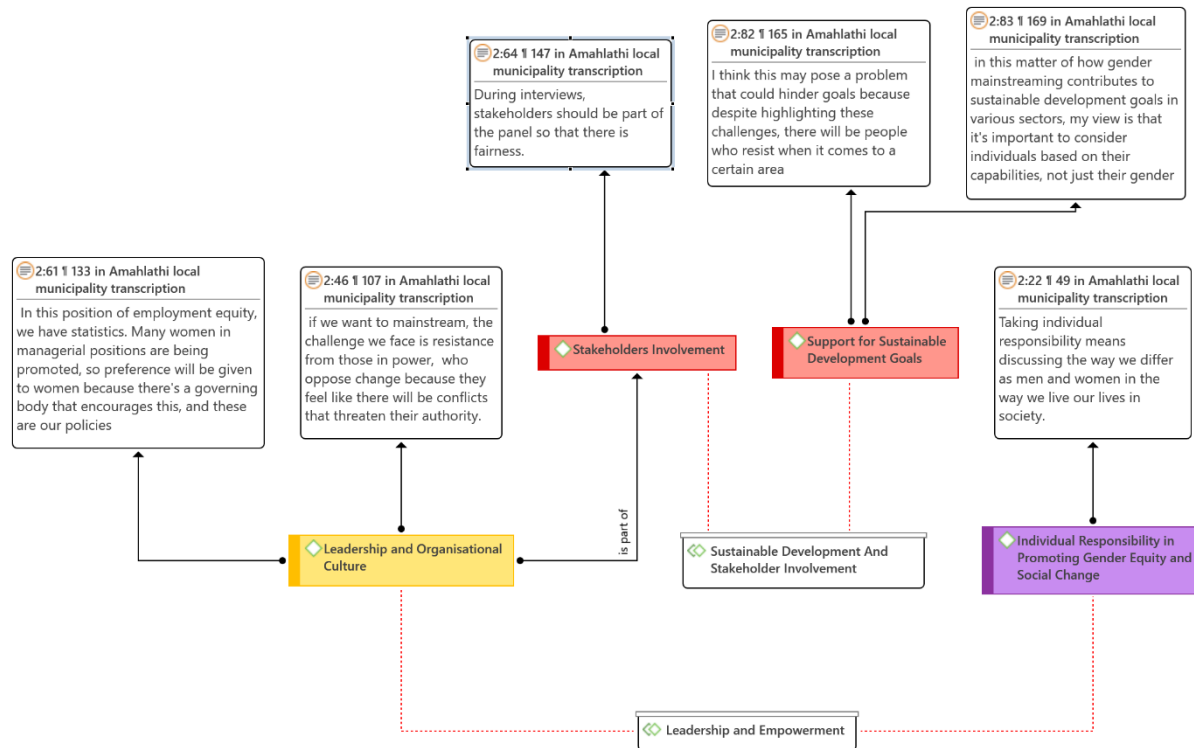 2:64 ¶ 147 in Amahlathi local
municipality transcription
During interviews,
stakeholders should be part of
the panel so that there is
fairness.
2:82 ¶ 165 in Amahlathi local
municipality transcription
I think this may pose a problem
that could hinder goals because
despite highlighting these
challenges, there will be people
who resist when it comes to a
certain area
2:83 ¶ 169 in Amahlathi local
municipality transcription
in this matter of how gender
mainstreaming contributes to
sustainable development goals in
various sectors, my view is that
it's important to consider
individuals based on their
capabilities, not just their gender
2:61 ¶ 133 in Amahlathi local
municipality transcription
In this position of employment equity,
we have statistics. Many women in
managerial positions are being
promoted, so preference will be given
to women because there's a governing
body that encourages this, and these
are our policies
2:46 ¶ 107 in Amahlathi local
municipality transcription
if we want to mainstream, the
challenge we face is resistance
from those in power, who
oppose change because they
feel like there will be conflicts
that threaten their authority.
2:22 ¶ 49 in Amahlathi local
municipality transcription
Taking individual
responsibility means
discussing the way we differ
as men and women in the
way we live our lives in
society.
Stakeholders Involvement
Support for Sustainable
Development Goals
is part of
Leadership and Organisational
Culture
Sustainable Development And
Stakeholder Involvement
Individual Responsibility in
Promoting Gender Equity and
Social Change
Leadership and Empowerment